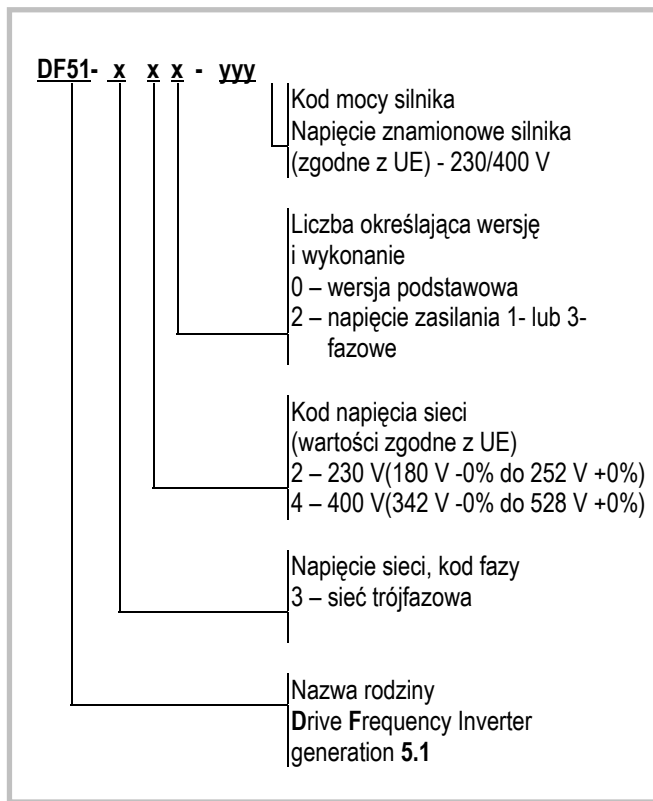 DF51- x x x - yyy
Kod mocy silnika
Napięcie znamionowe silnika
(zgodne z UE) - 230/400 V
Liczba określająca wersję
i wykonanie
0 – wersja podstawowa
2 – napięcie zasilania 1- lub 3-
fazowe
Kod napięcia sieci
(wartości zgodne z UE)
2 – 230 V(180 V -0% do 252 V +0%)
4 – 400 V(342 V -0% do 528 V +0%)
Napięcie sieci, kod fazy
3 – sieć trójfazowa
Nazwa rodziny
Drive Frequency Inverter
generation 5.1